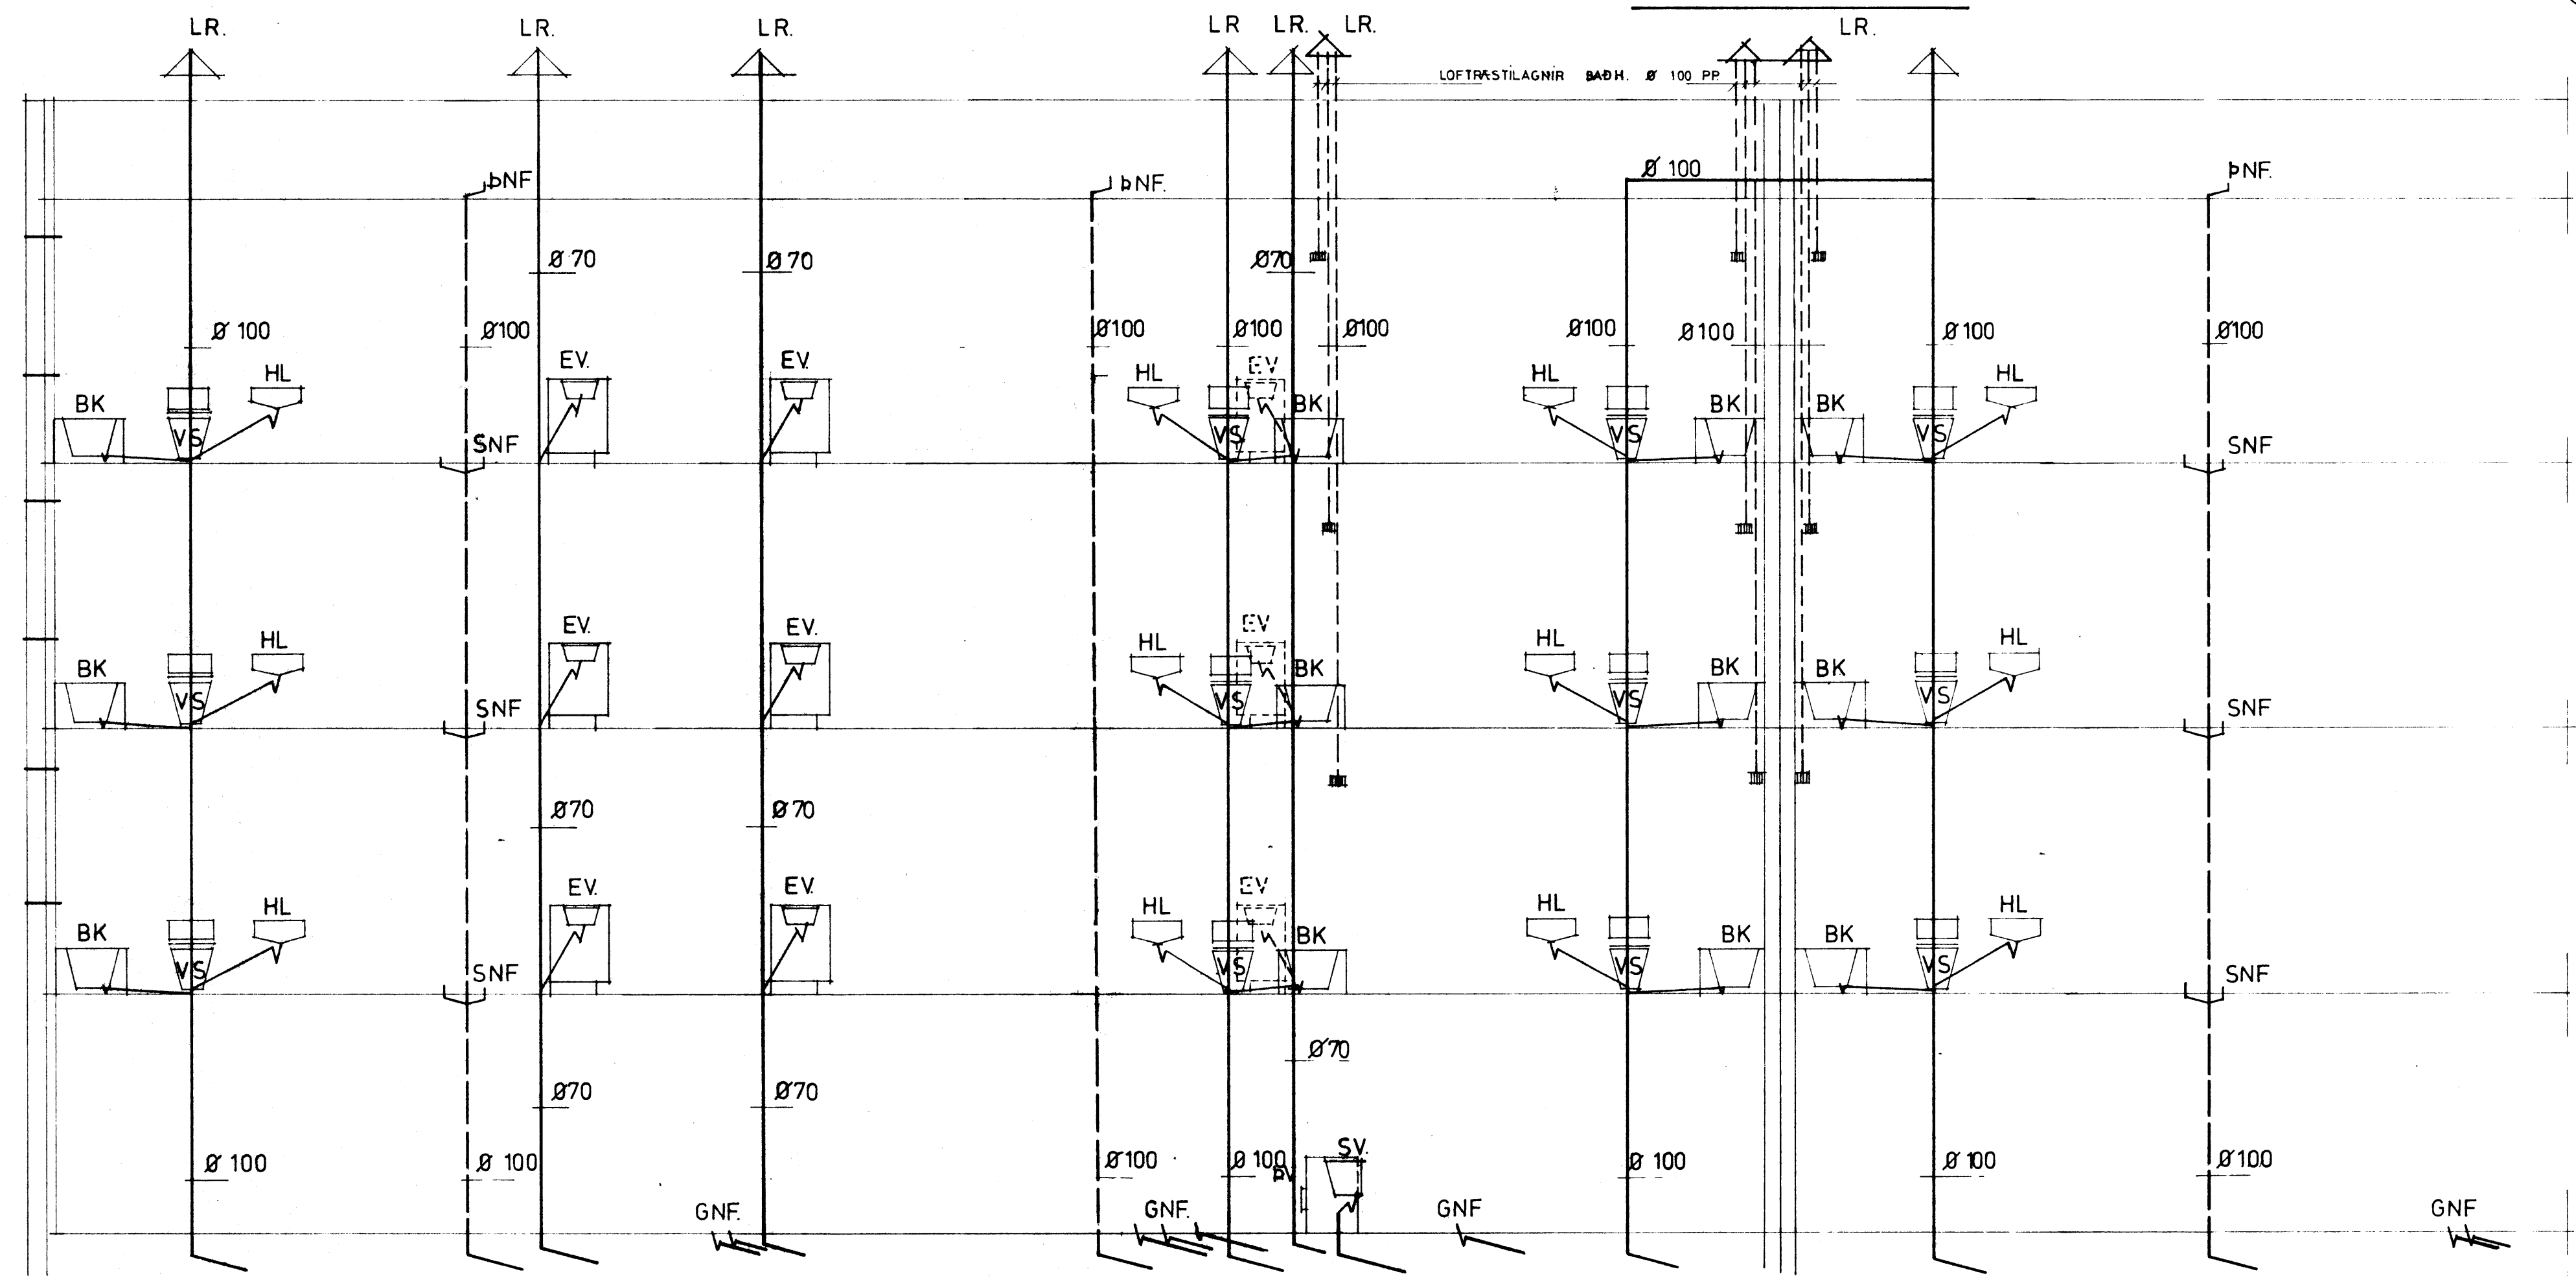 LR. LR. LR. LR LR. LR. LR.
LOFTRÆSTILAGNIR BAÐH. Ø 100 PP.
Ø 100
ÞNF ÞNF. ÞNF.
Ø 70 Ø 70 Ø70
Ø 100 Ø100 Ø100 Ø100 Ø100 Ø100 Ø100 Ø 100 Ø100
EV. EV. EV
HL HL HL HL
BK BK BK BK
VS VS VS VS
SNF SNF
EV. EV. EV
HL HL HL HL
BK BK BK BK
VS VS VS VS
SNF SNF
Ø70 Ø70
EV. EV. EV
HL HL HL HL
BK BK BK BK
VS VS VS VS
SNF SNF
Ø70
Ø70 Ø70
SV.
Ø 100 Ø 100 Ø100 Ø 100 ÞV Ø 100 Ø 100 Ø100
GNF. GNF. GNF GNF